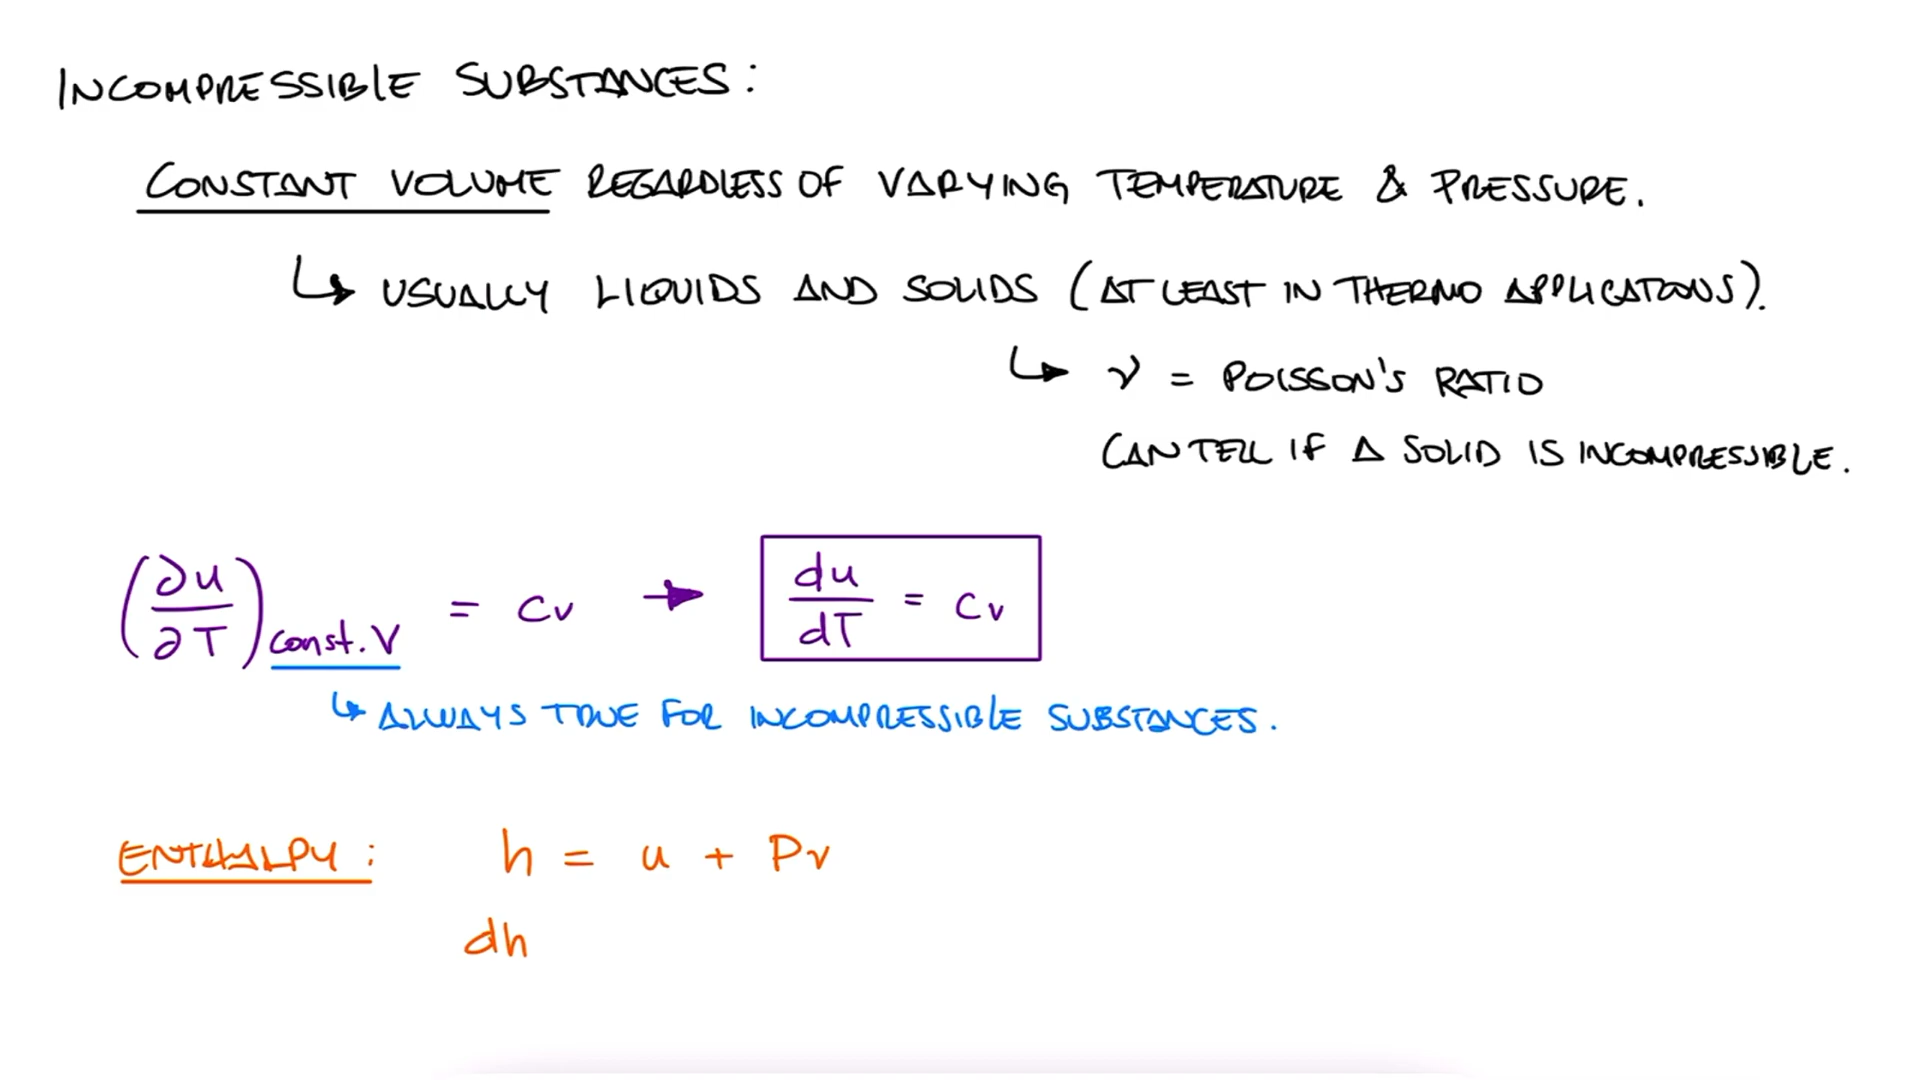 INCOMPRESSIBLE SUBSTANCES:
CONSTANT VOLUME REGARDLESS OF VARYING TEMPERATURE & PRESSURE.
↳ USUALLY LIQUIDS AND SOLIDS (AT LEAST IN THERMO APPLICATIONS).
↳ ν = POISSON'S RATIO
CAN TELL IF A SOLID IS INCOMPRESSIBLE.
(∂u/∂T)const. V = cv → du/dT = cv
↳ ALWAYS TRUE FOR INCOMPRESSIBLE SUBSTANCES.
ENTHALPY: h = u + Pv
dh